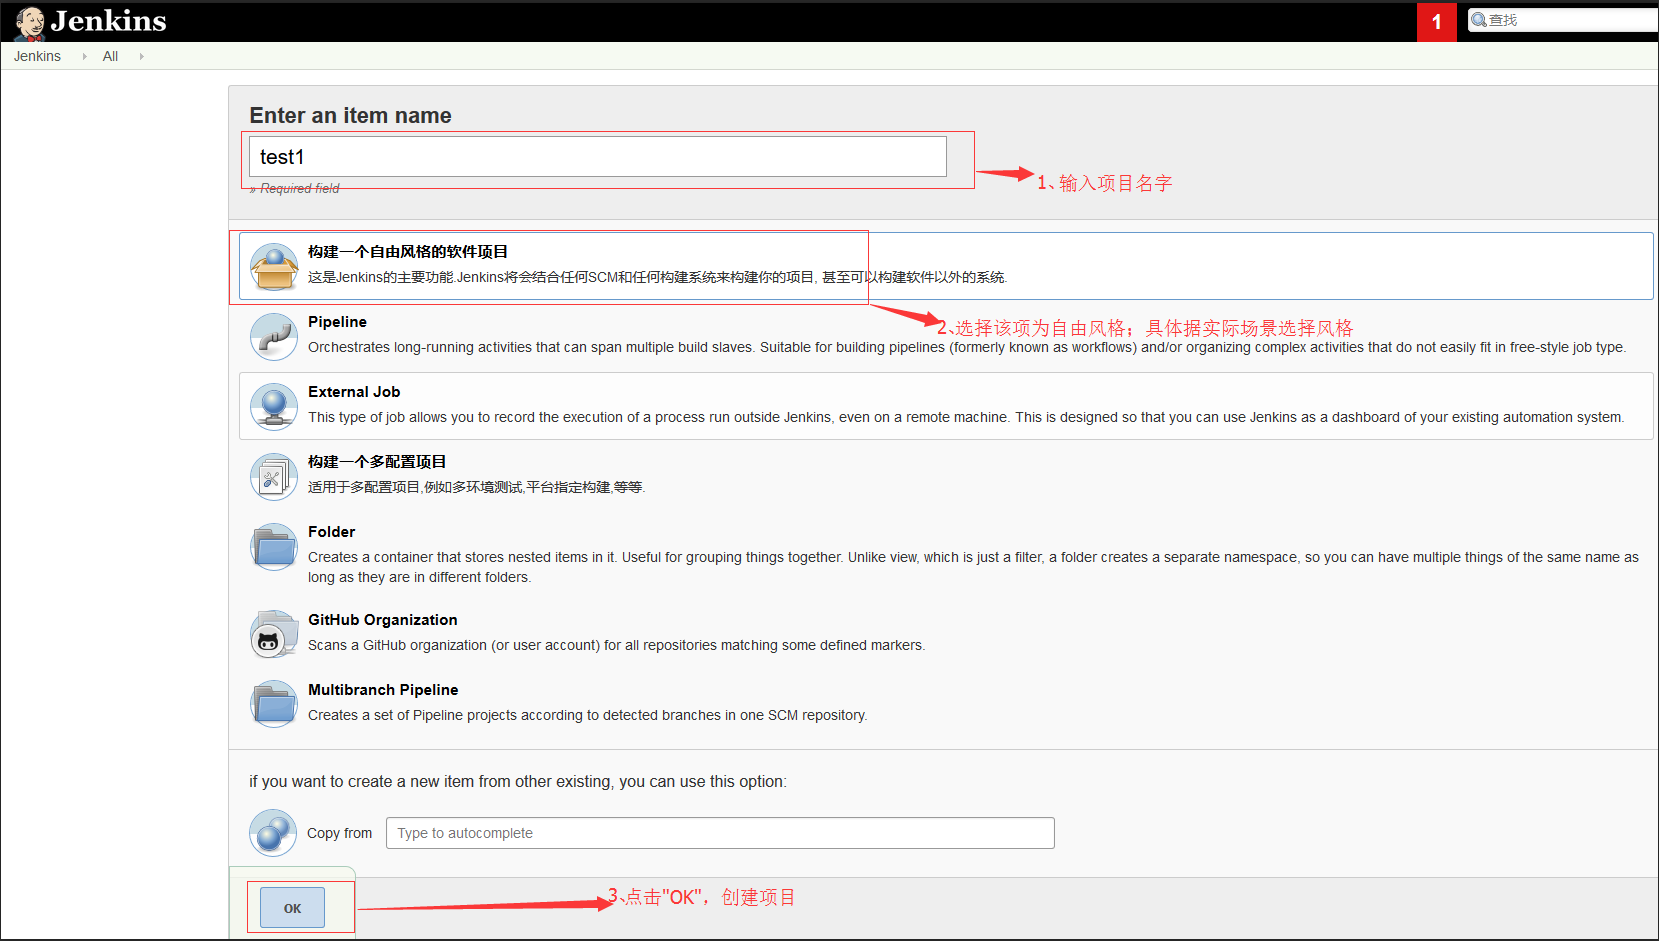 Jenkins
1
查找
Jenkins
All
Enter an item name
test1
» Required field
1、输入项目名字
构建一个自由风格的软件项目
这是Jenkins的主要功能.Jenkins将会结合任何SCM和任何构建系统来构建你的项目, 甚至可以构建软件以外的系统.
2、选择该项为自由风格；具体据实际场景选择风格
Pipeline
Orchestrates long-running activities that can span multiple build slaves. Suitable for building pipelines (formerly known as workflows) and/or organizing complex activities that do not easily fit in free-style job type.
External Job
This type of job allows you to record the execution of a process run outside Jenkins, even on a remote machine. This is designed so that you can use Jenkins as a dashboard of your existing automation system.
构建一个多配置项目
适用于多配置项目,例如多环境测试,平台指定构建,等等.
Folder
Creates a container that stores nested items in it. Useful for grouping things together. Unlike view, which is just a filter, a folder creates a separate namespace, so you can have multiple things of the same name as
long as they are in different folders.
GitHub Organization
Scans a GitHub organization (or user account) for all repositories matching some defined markers.
Multibranch Pipeline
Creates a set of Pipeline projects according to detected branches in one SCM repository.
if you want to create a new item from other existing, you can use this option:
Copy from
Type to autocomplete
OK
3、点击"OK"，创建项目